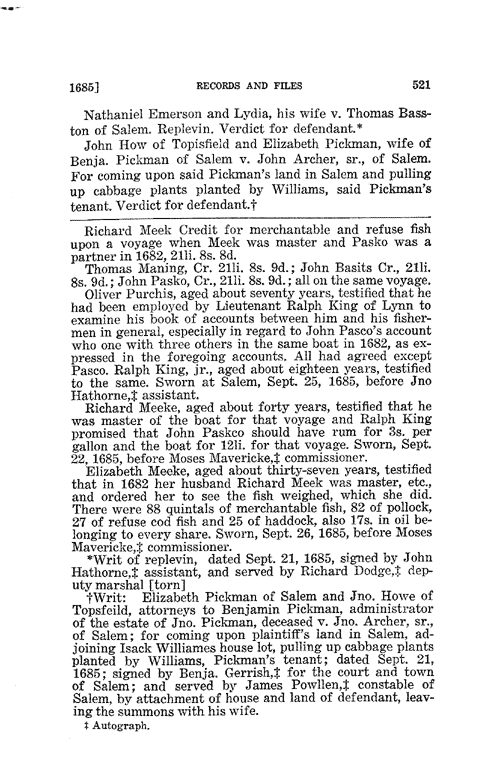 1685]	RECORDS AND FILES	521
Nathaniel Emerson and Lydia, his wife v. Thomas Bass-
ton of Salem. Replevin. Verdict for defendant.*
John How of Topisfield and Elizabeth Pickman, wife of
Benja. Pickman of Salem v. John Archer, sr., of Salem.
For coming upon said Pickman's land in Salem and pulling
up cabbage plants planted by Williams, said Pickman's
tenant. Verdict for defendant.†
Richard Meek Credit for merchantable and refuse fish
upon a voyage when Meek was master and Pasko was a
partner in 1682, 21li. 8s. 8d.
Thomas Maning, Cr. 21li. 8s. 9d.; John Basits Cr., 21li.
8s. 9d.; John Pasko, Cr., 21li. 8s. 9d.; all on the same voyage.
Oliver Purchis, aged about seventy years, testified that he
had been employed by Lieutenant Ralph King of Lynn to
examine his book of accounts between him and his fisher-
men in general, especially in regard to John Pasco's account
who one with three others in the same boat in 1682, as ex-
pressed in the foregoing accounts. All had agreed except
Pasco. Ralph King, jr., aged about eighteen years, testified
to the same. Sworn at Salem, Sept. 25, 1685, before Jno
Hathorne,‡ assistant.
Richard Meeke, aged about forty years, testified that he
was master of the boat for that voyage and Ralph King
promised that John Paskco should have rum for 3s. per
gallon and the boat for 12li. for that voyage. Sworn, Sept.
22, 1685, before Moses Mavericke,‡ commissioner.
Elizabeth Meeke, aged about thirty-seven years, testified
that in 1682 her husband Richard Meek was master, etc.,
and ordered her to see the fish weighed, which she did.
There were 88 quintals of merchantable fish, 82 of pollock,
27 of refuse cod fish and 25 of haddock, also 17s. in oil be-
longing to every share. Sworn, Sept. 26, 1685, before Moses
Mavericke,‡ commissioner.
*Writ of replevin, dated Sept. 21, 1685, signed by John
Hathorne,‡ assistant, and served by Richard Dodge,‡ dep-
uty marshal [torn]
†Writ: Elizabeth Pickman of Salem and Jno. Howe of
Topsfeild, attorneys to Benjamin Pickman, administrator
of the estate of Jno. Pickman, deceased v. Jno. Archer, sr.,
of Salem; for coming upon plaintiff's land in Salem, ad-
joining Isack Williames house lot, pulling up cabbage plants
planted by Williams, Pickman's tenant; dated Sept. 21,
1685; signed by Benja. Gerrish,‡ for the court and town
of Salem; and served by James Powllen,‡ constable of
Salem, by attachment of house and land of defendant, leav-
ing the summons with his wife.
‡ Autograph.